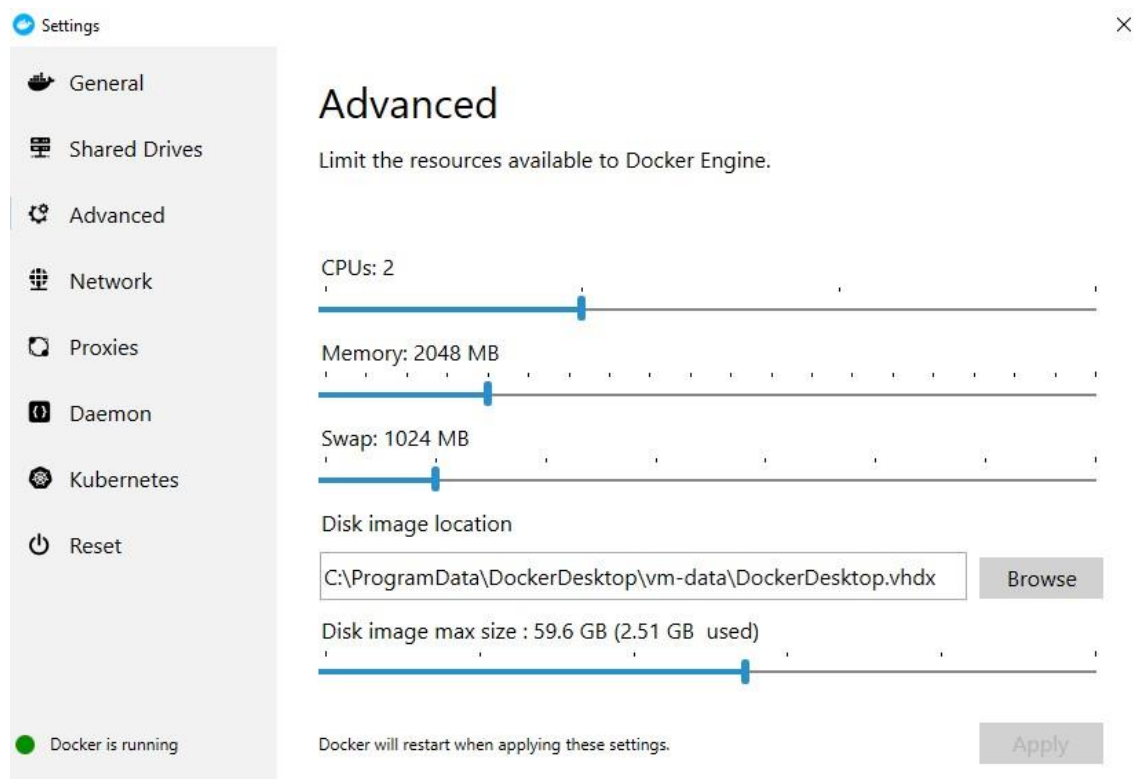 Settings
General
Shared Drives
Advanced
Network
Proxies
Daemon
Kubernetes
Reset
Docker is running
Advanced
Limit the resources available to Docker Engine.
CPUs: 2
Memory: 2048 MB
Swap: 1024 MB
Disk image location
C:\ProgramData\DockerDesktop\vm-data\DockerDesktop.vhdx
Browse
Disk image max size : 59.6 GB (2.51 GB  used)
Docker will restart when applying these settings.
Apply